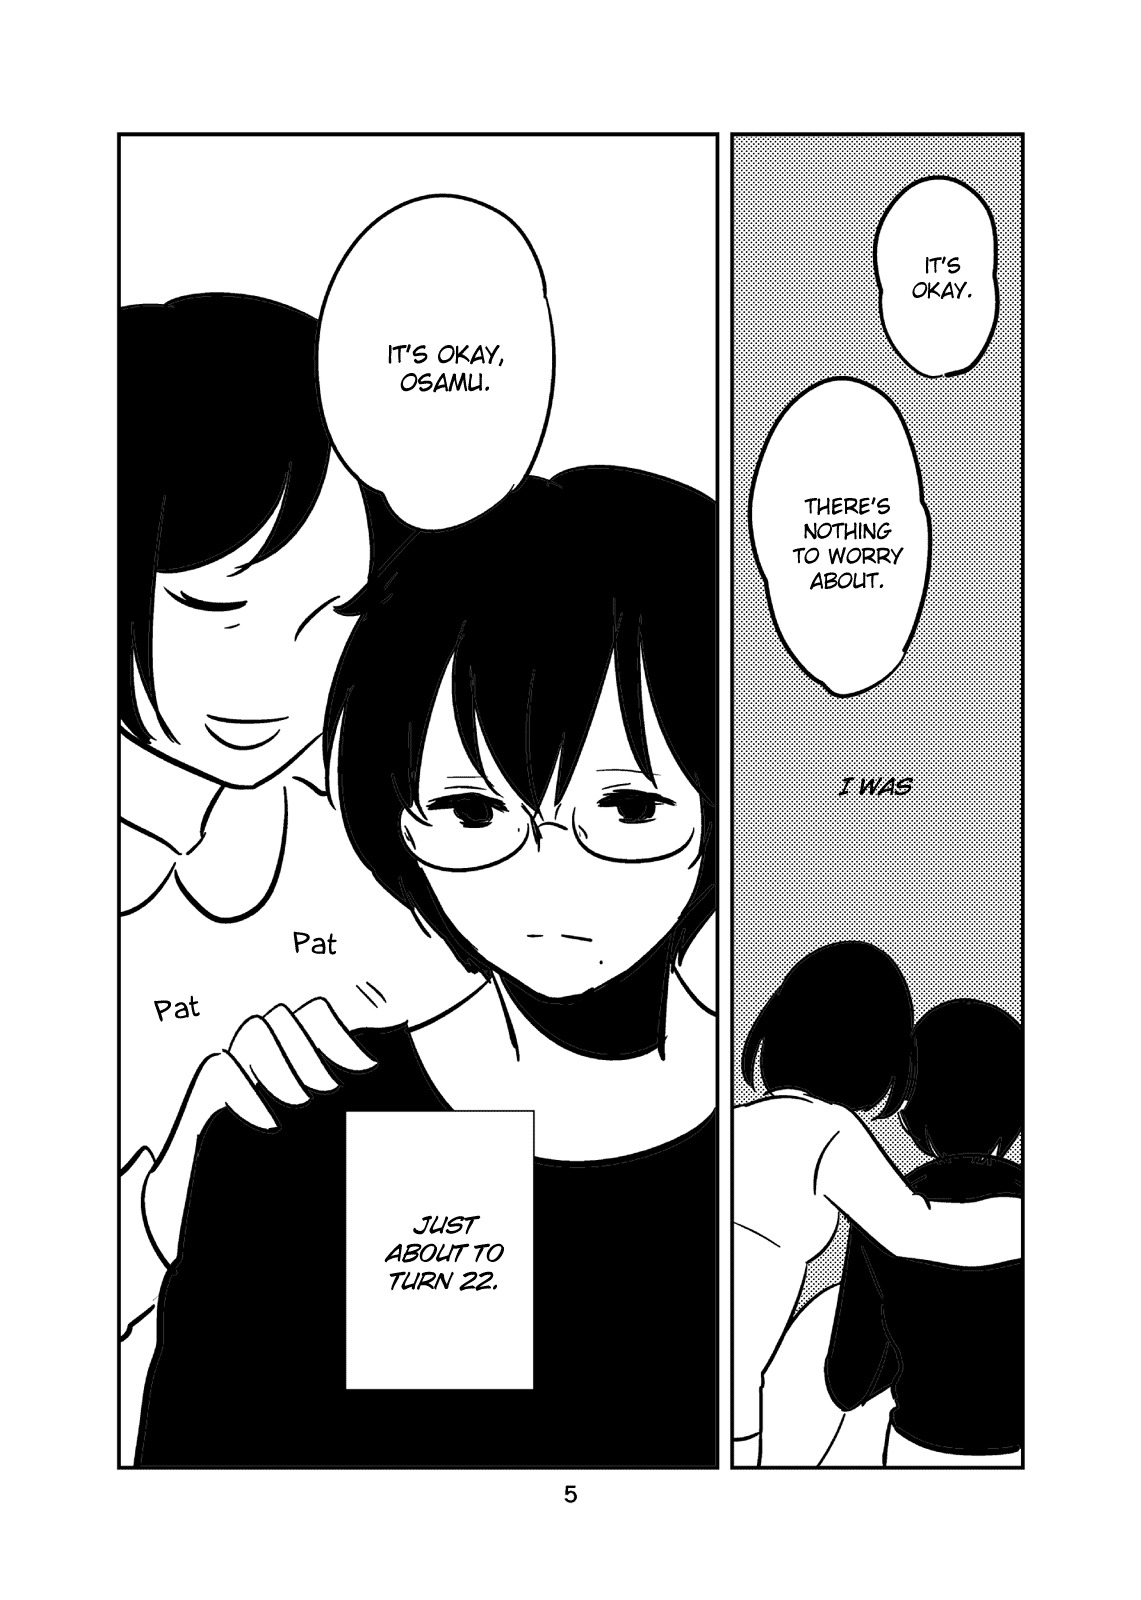 IT'S
OKAY.
THERE'S
NOTHING
TO WORRY
ABOUT.
I WAS
IT'S OKAY,
OSAMU.
Pat
Pat
JUST
ABOUT TO
TURN 22.
5